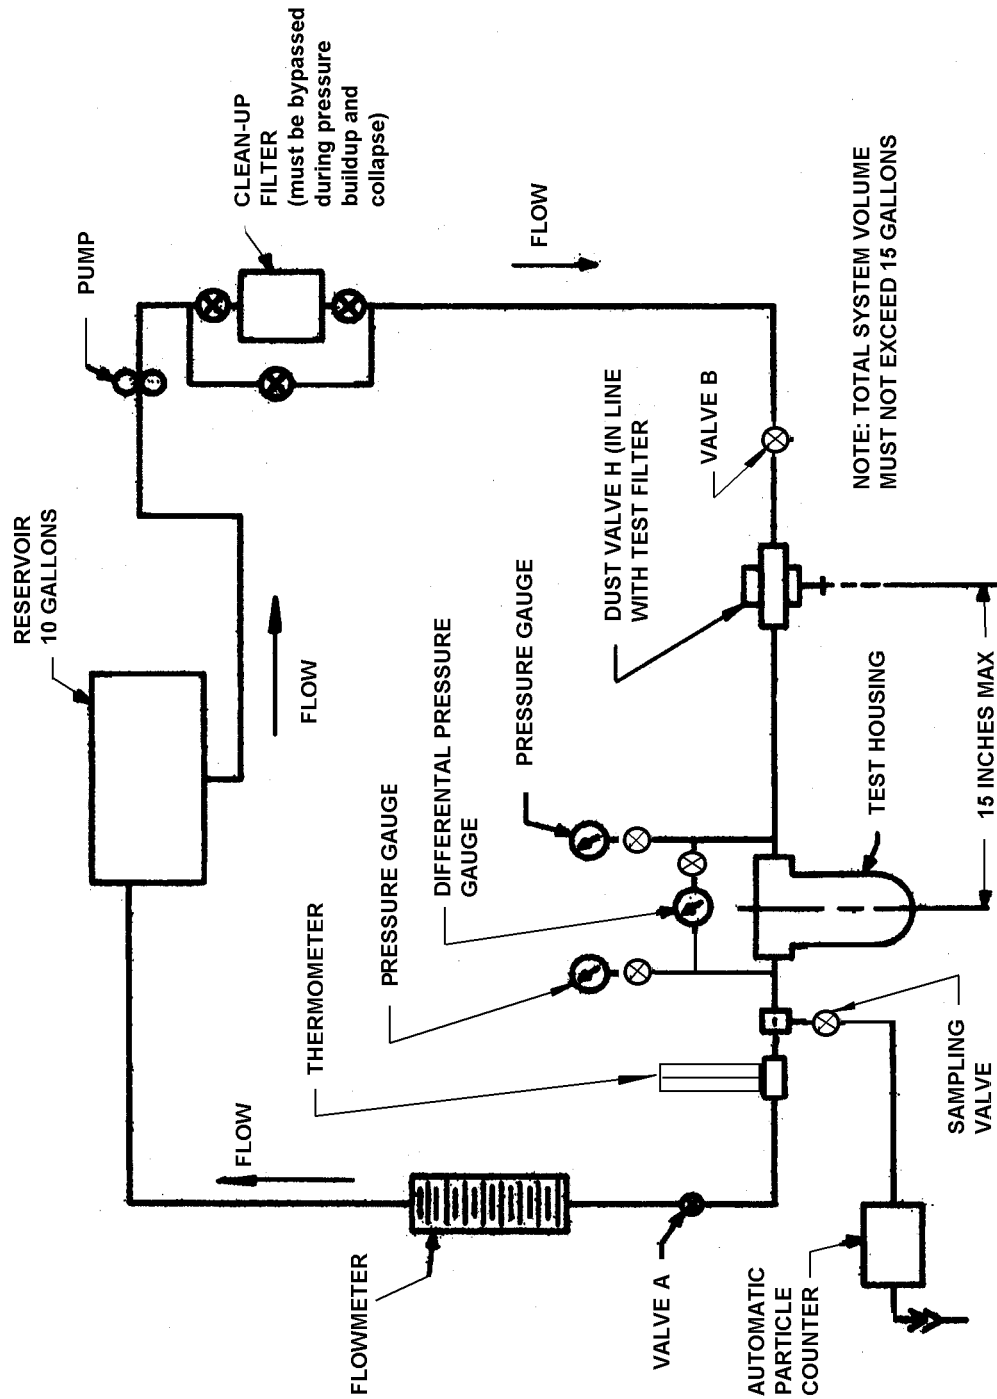 RESERVOIR
10 GALLONS
PUMP
CLEAN-UP
FILTER
(must be bypassed
during pressure
buildup and
collapse)
FLOW
FLOW
FLOW
FLOWMETER
THERMOMETER
PRESSURE GAUGE
DIFFERENTAL PRESSURE
GAUGE
PRESSURE GAUGE
DUST VALVE H (IN LINE
WITH TEST FILTER
VALVE B
VALVE A
AUTOMATIC
PARTICLE
COUNTER
SAMPLING
VALVE
TEST HOUSING
15 INCHES MAX
NOTE: TOTAL SYSTEM VOLUME
MUST NOT EXCEED 15 GALLONS